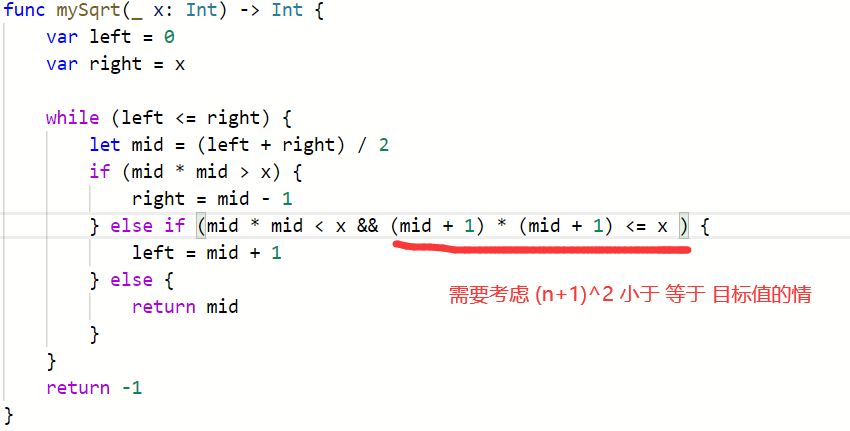 func mySqrt(_ x: Int) -> Int {
    var left = 0
    var right = x
    while (left <= right) {
        let mid = (left + right) / 2
        if (mid * mid > x) {
            right = mid - 1
        } else if (mid * mid < x && (mid + 1) * (mid + 1) <= x ) {
            left = mid + 1
        } else {
            return mid
        }
    }
    return -1
}
需要考虑 (n+1)^2 小于 等于 目标值的情